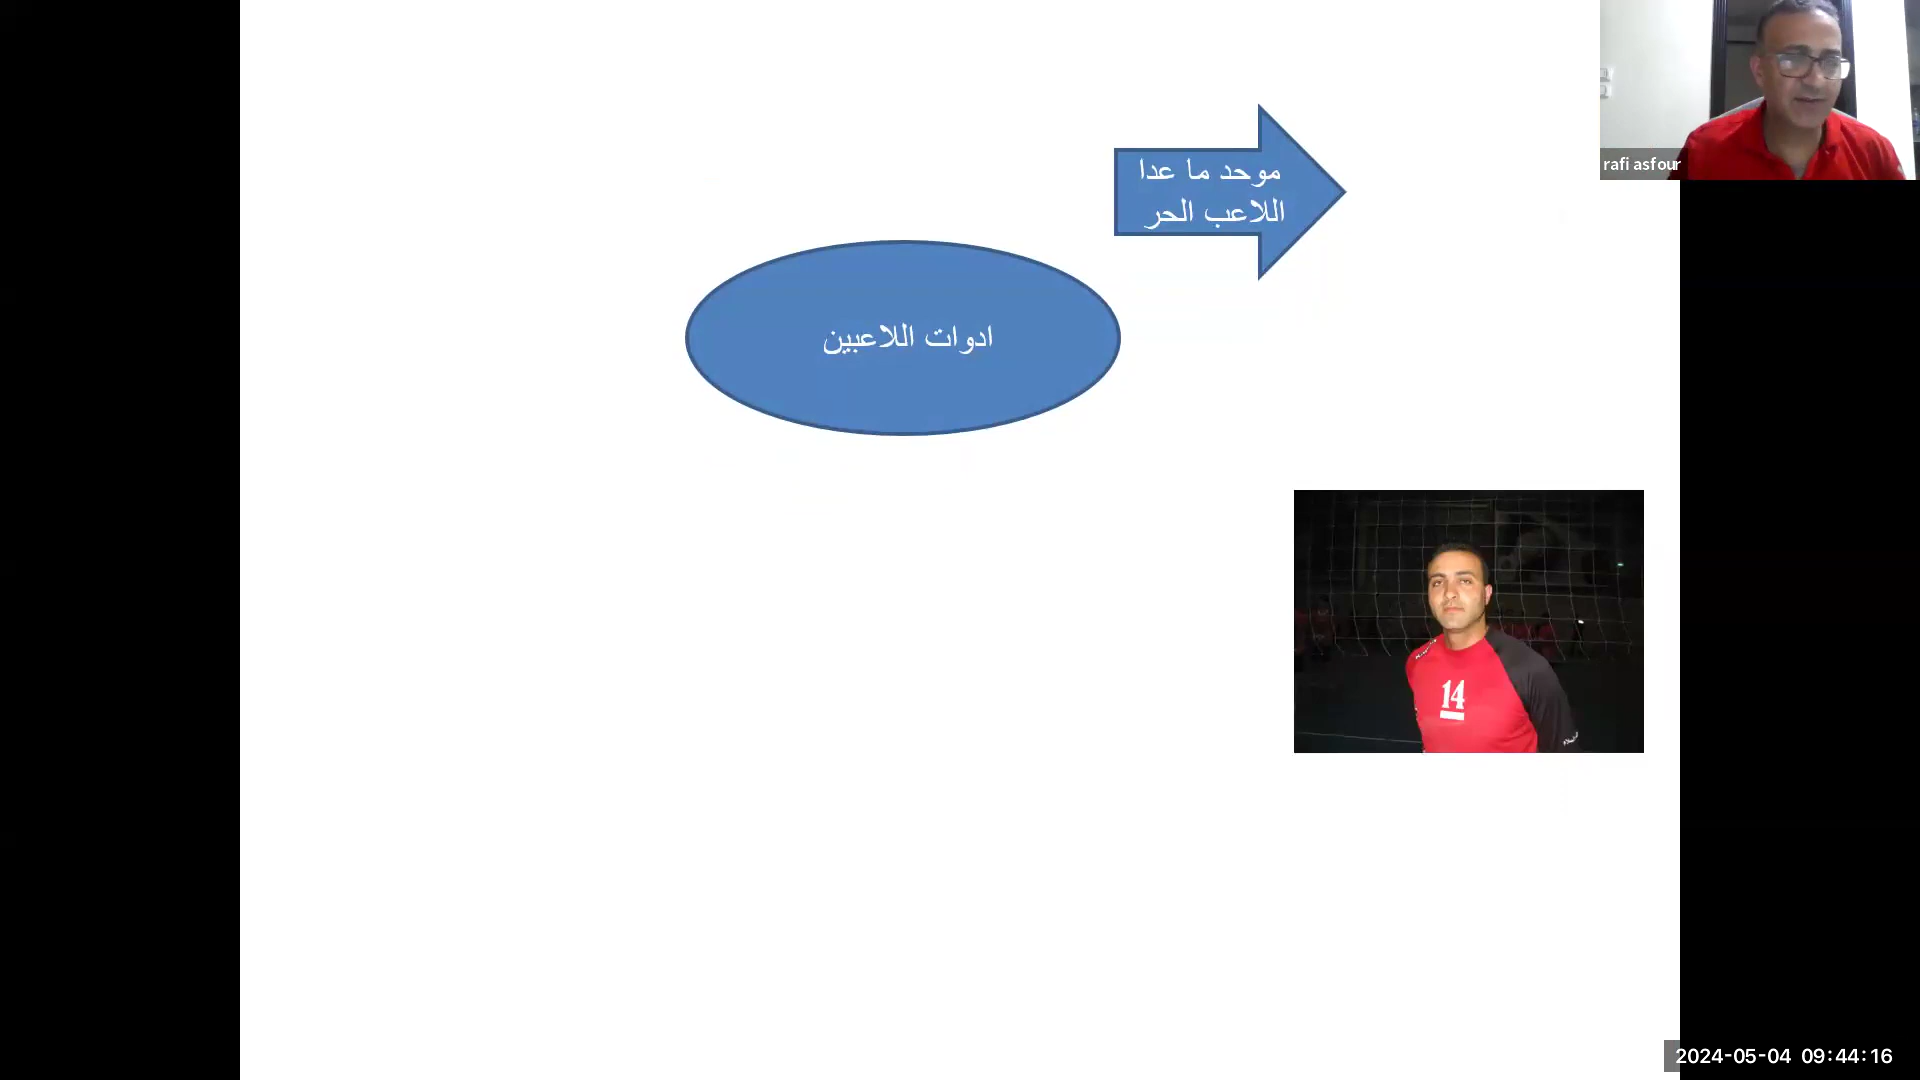 rafi asfour
موحد ما عدا
اللاعب الحر
ادوات اللاعبين
14
2024-05-04 09:44:16